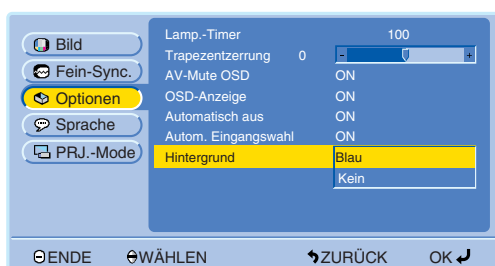 Bild
Fein-Sync.
Optionen
Sprache
PRJ.-Mode
Lamp.-Timer 100
Trapezentzerrung 0 - +
AV-Mute OSD ON
OSD-Anzeige ON
Automatisch aus ON
Autom. Eingangswahl ON
Hintergrund Blau
Kein
ENDE WÄHLEN ZURÜCK OK